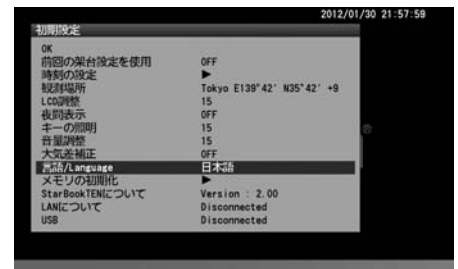 2012/01/30 21:57:59
初期設定
OK
前回の架台設定を使用 OFF
時刻の設定 ▶
観測場所 Tokyo E139°42' N35°42' +9
LCD調整 15
夜間表示 OFF
キーの照明 15
音量調整 15
大気差補正 OFF
言語/Language 日本語
メモリの初期化 ▶
StarBookTENについて Version : 2.00
LANについて Disconnected
USB Disconnected